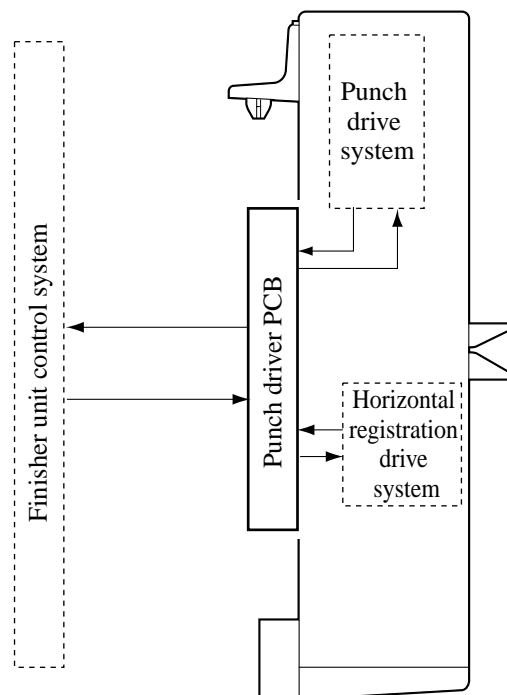 Finisher unit control system
Punch driver PCB
Punch
drive
system
Horizontal
registration
drive
system